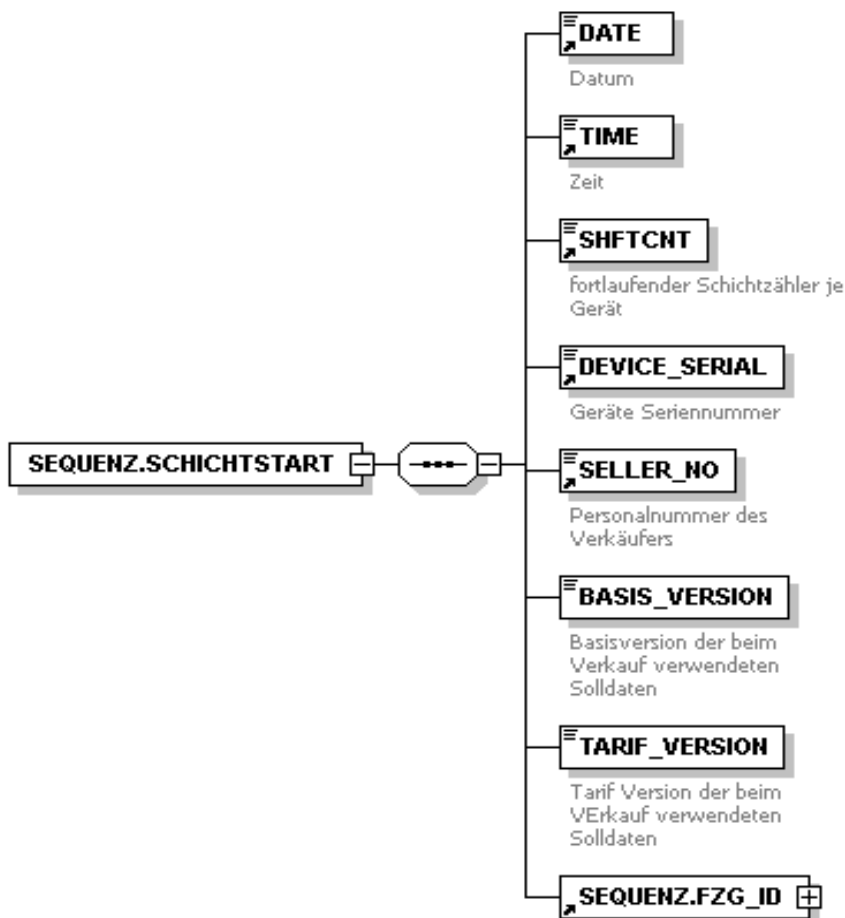 DATE
Datum
TIME
Zeit
SHFTCNT
fortlaufender Schichtzähler je
Gerät
DEVICE_SERIAL
Geräte Seriennummer
SEQUENZ.SCHICHTSTART
SELLER_NO
Personalnummer des
Verkäufers
BASIS_VERSION
Basisversion der beim
Verkauf verwendeten
Solldaten
TARIF_VERSION
Tarif Version der beim
VErkauf verwendeten
Solldaten
SEQUENZ.FZG_ID